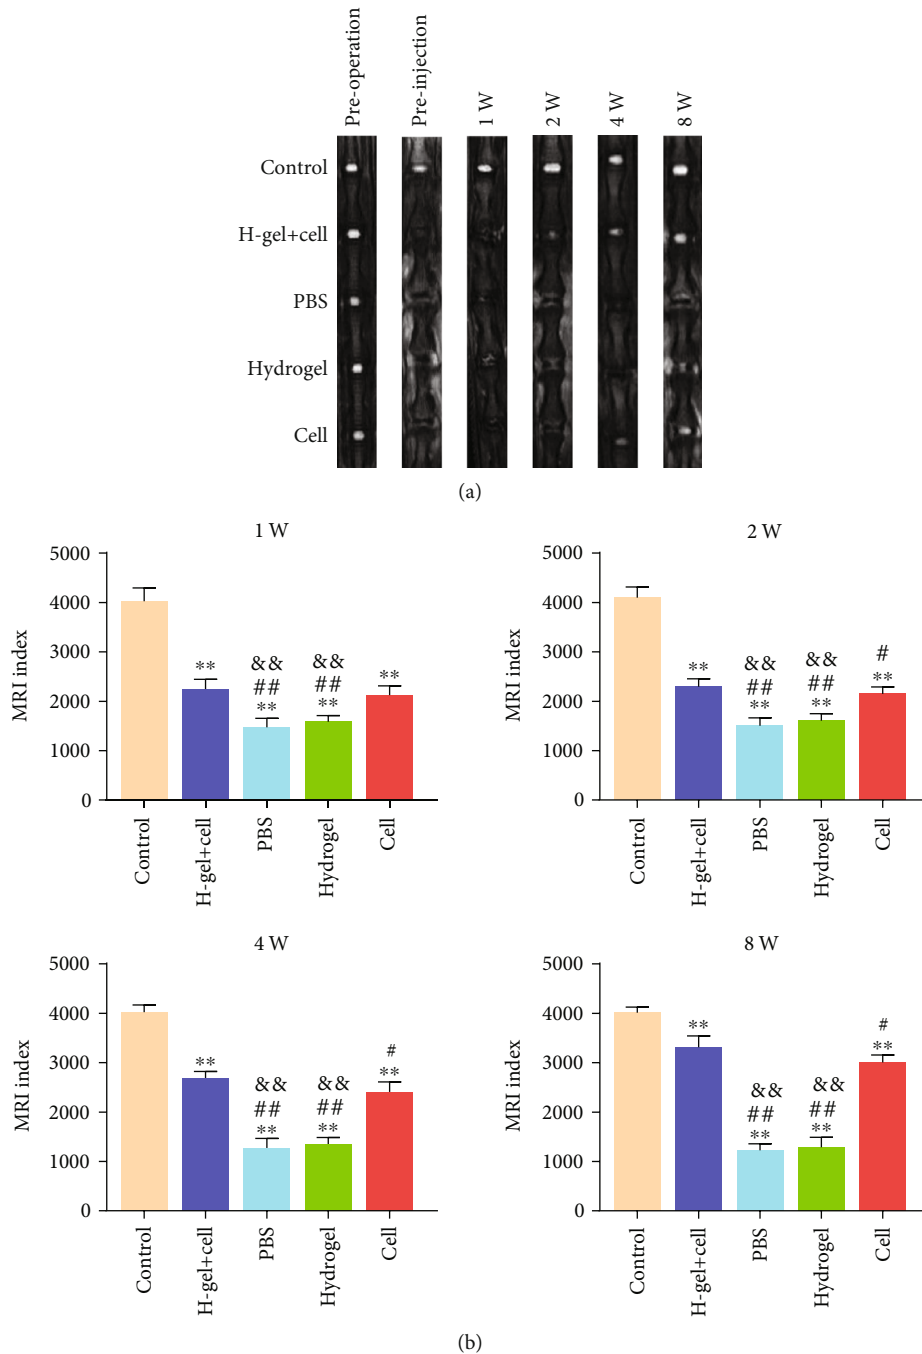 Pre-operation
Pre-injection
1 W
2 W
4 W
8 W
Control
H-gel+cell
PBS
Hydrogel
Cell
(a)
1 W
MRI index
5000
4000
3000
2000
1000
0
**
&&
##
**
&&
##
**
**
Control
H-gel+cell
PBS
Hydrogel
Cell
2 W
MRI index
5000
4000
3000
2000
1000
0
**
&&
##
**
&&
##
**
#
**
Control
H-gel+cell
PBS
Hydrogel
Cell
4 W
MRI index
5000
4000
3000
2000
1000
0
**
&&
##
**
&&
##
**
#
**
Control
H-gel+cell
PBS
Hydrogel
Cell
8 W
MRI index
5000
4000
3000
2000
1000
0
**
&&
##
**
&&
##
**
#
**
Control
H-gel+cell
PBS
Hydrogel
Cell
(b)